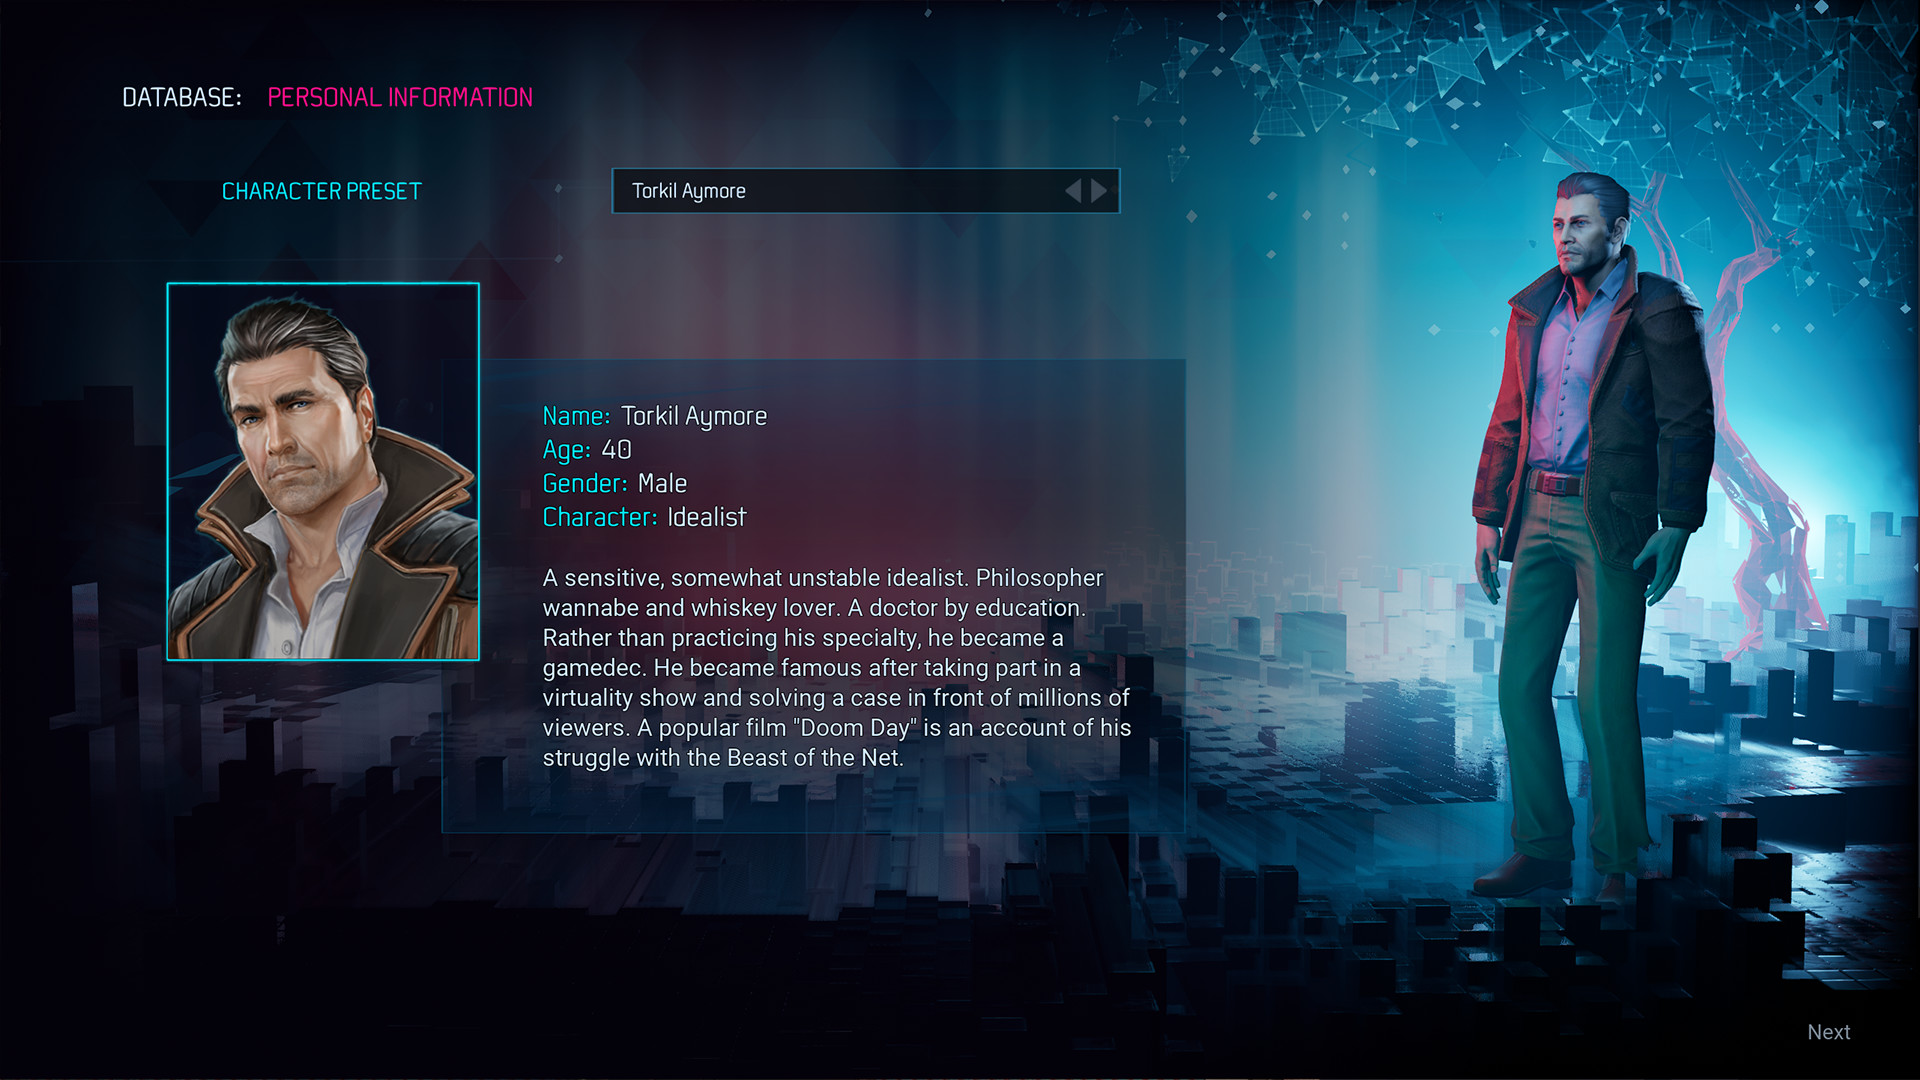 DATABASE: PERSONAL INFORMATION
CHARACTER PRESET
Torkil Aymore
Name: Torkil Aymore
Age: 40
Gender: Male
Character: Idealist
A sensitive, somewhat unstable idealist. Philosopher
wannabe and whiskey lover. A doctor by education.
Rather than practicing his specialty, he became a
gamedec. He became famous after taking part in a
virtuality show and solving a case in front of millions of
viewers. A popular film "Doom Day" is an account of his
struggle with the Beast of the Net.
Next